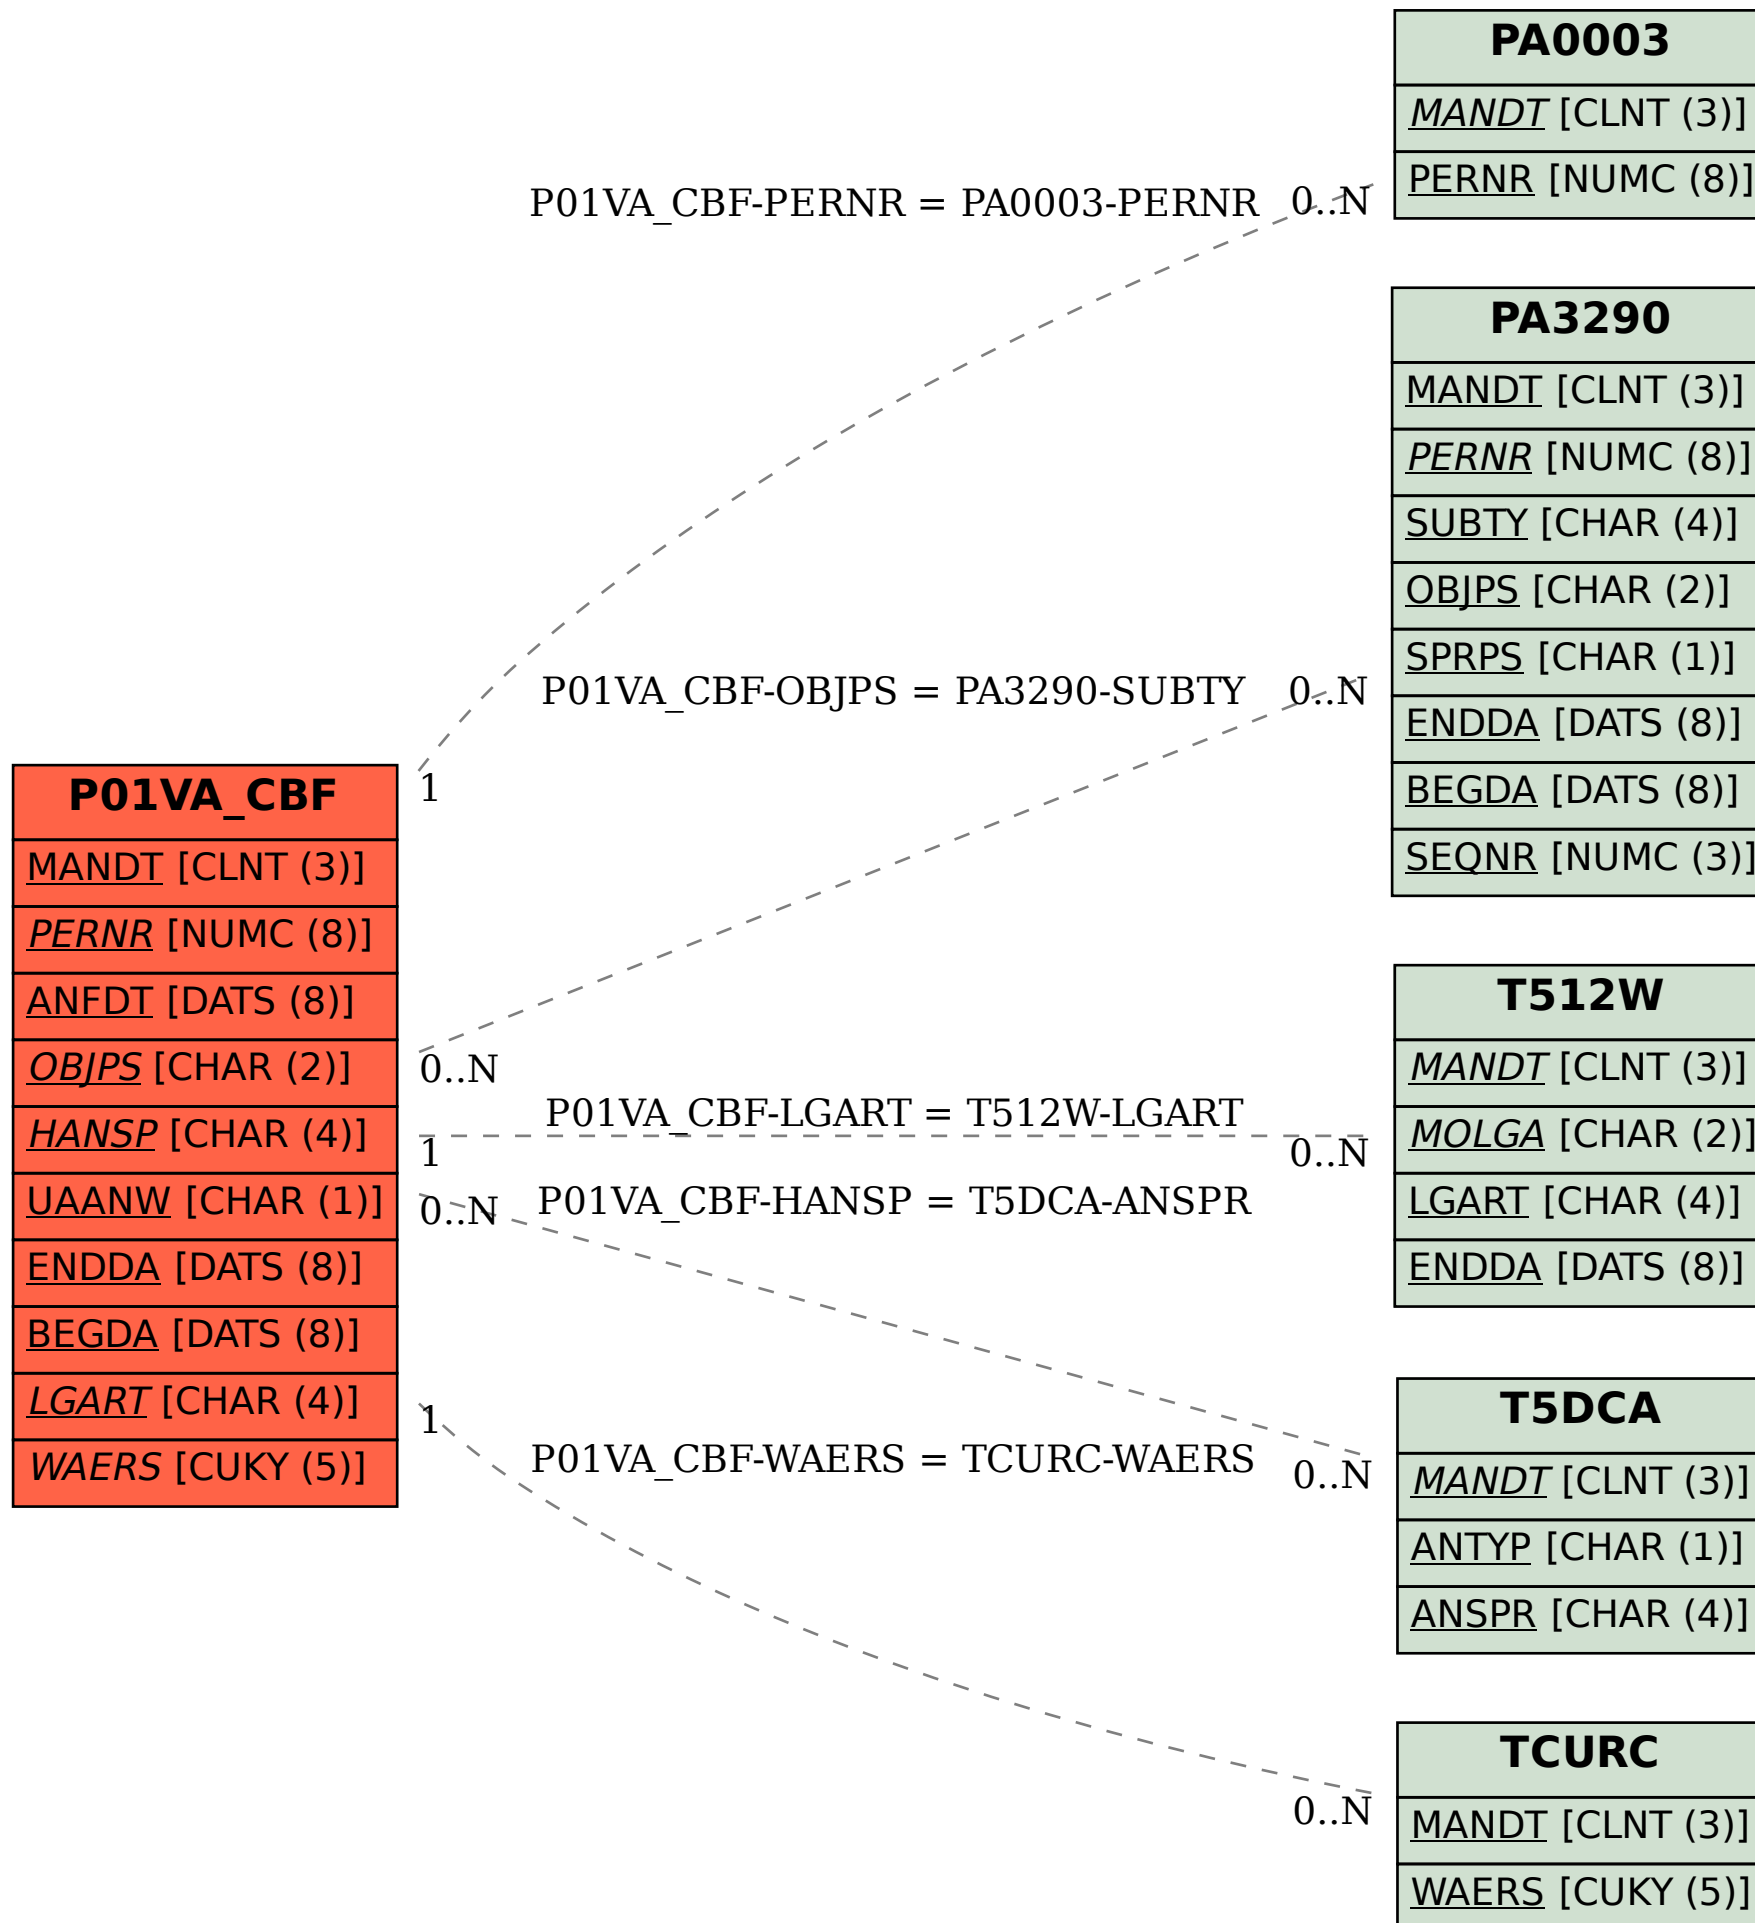 PA0003
MANDT [CLNT (3)]
PERNR [NUMC (8)]
P01VA_CBF-PERNR = PA0003-PERNR
0..N
1
PA3290
MANDT [CLNT (3)]
PERNR [NUMC (8)]
SUBTY [CHAR (4)]
OBJPS [CHAR (2)]
SPRPS [CHAR (1)]
ENDDA [DATS (8)]
BEGDA [DATS (8)]
SEQNR [NUMC (3)]
P01VA_CBF-OBJPS = PA3290-SUBTY
0..N
0..N
P01VA_CBF
MANDT [CLNT (3)]
PERNR [NUMC (8)]
ANFDT [DATS (8)]
OBJPS [CHAR (2)]
HANSP [CHAR (4)]
UAANW [CHAR (1)]
ENDDA [DATS (8)]
BEGDA [DATS (8)]
LGART [CHAR (4)]
WAERS [CUKY (5)]
T512W
MANDT [CLNT (3)]
MOLGA [CHAR (2)]
LGART [CHAR (4)]
ENDDA [DATS (8)]
P01VA_CBF-LGART = T512W-LGART
1
0..N
P01VA_CBF-HANSP = T5DCA-ANSPR
0..N
0..N
T5DCA
MANDT [CLNT (3)]
ANTYP [CHAR (1)]
ANSPR [CHAR (4)]
P01VA_CBF-WAERS = TCURC-WAERS
1
0..N
TCURC
MANDT [CLNT (3)]
WAERS [CUKY (5)]